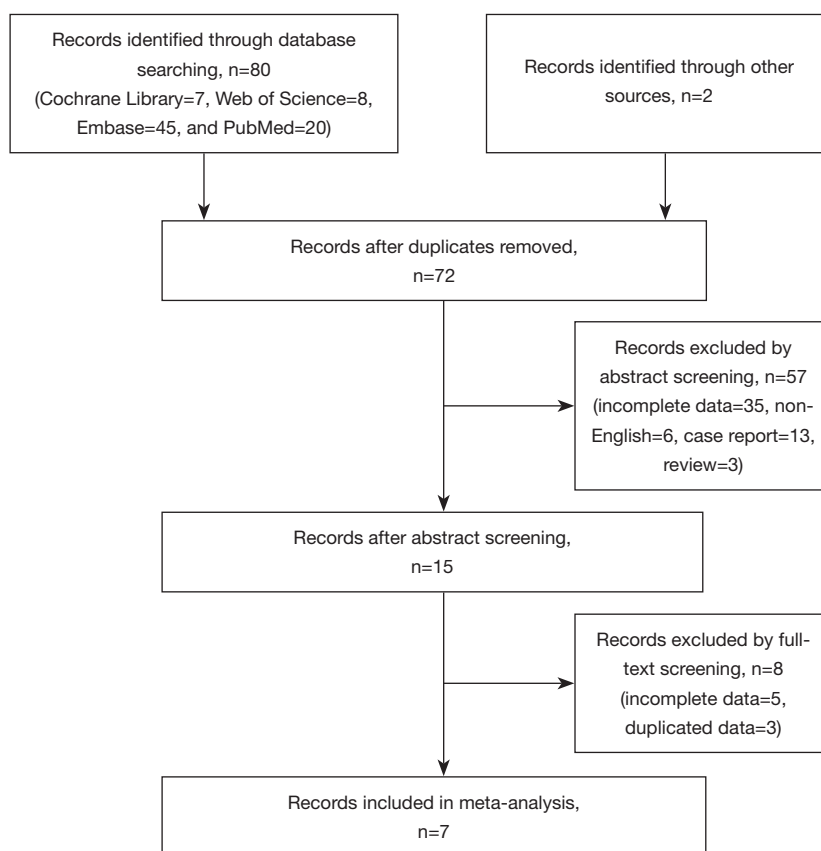 Records identified through database
searching, n=80
(Cochrane Library=7, Web of Science=8,
Embase=45, and PubMed=20)
Records identified through other
sources, n=2
Records after duplicates removed,
n=72
Records excluded by
abstract screening, n=57
(incomplete data=35, non-
English=6, case report=13,
review=3)
Records after abstract screening,
n=15
Records excluded by full-
text screening, n=8
(incomplete data=5,
duplicated data=3)
Records included in meta-analysis,
n=7